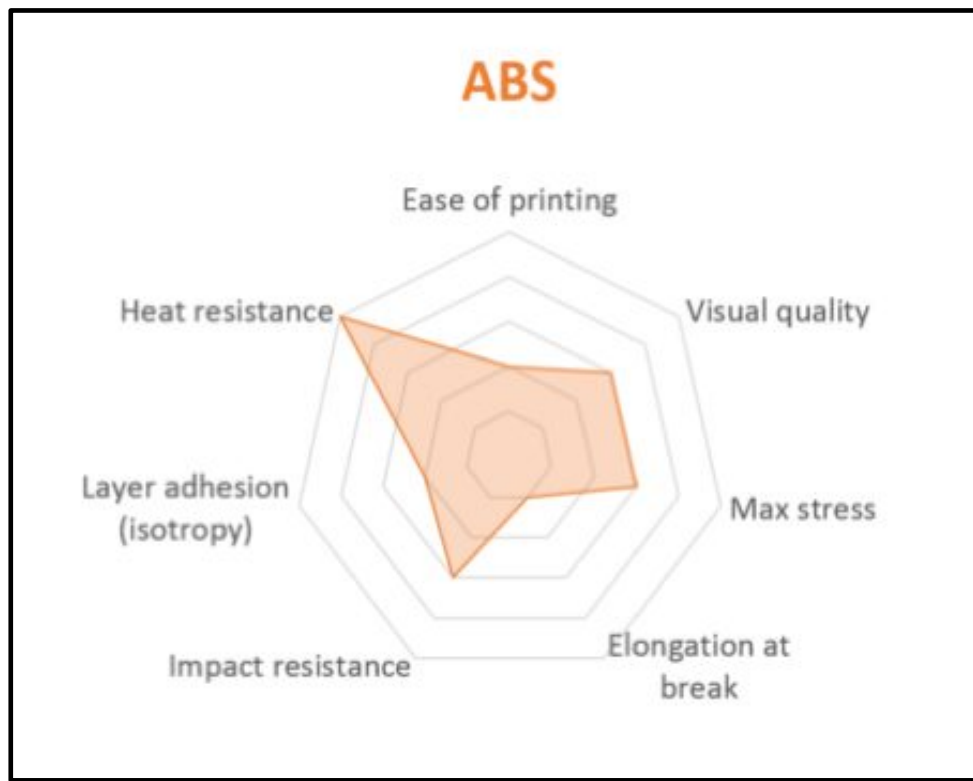 ABS
Ease of printing
Heat resistance
Visual quality
Layer adhesion
(isotropy)
Max stress
Impact resistance
Elongation at
break